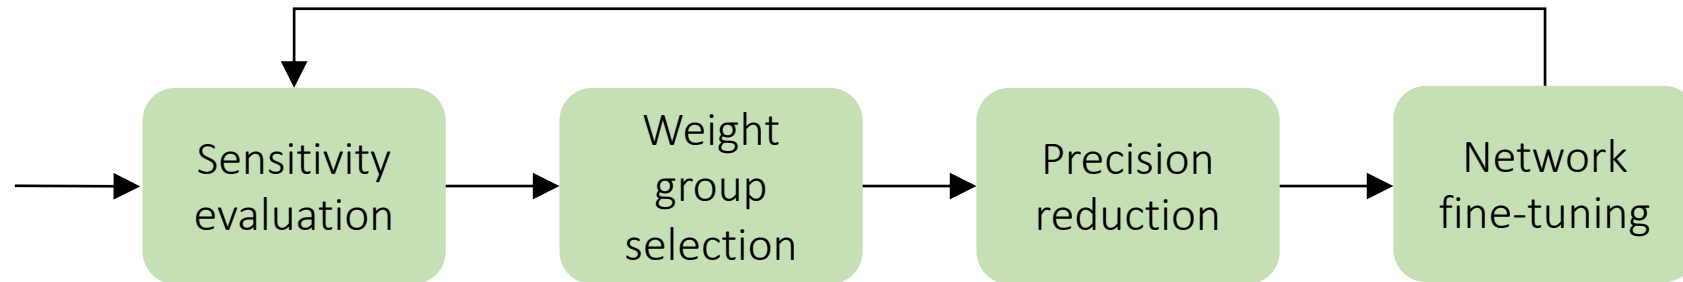 Sensitivity
evaluation
Weight
group
selection
Precision
reduction
Network
fine-tuning